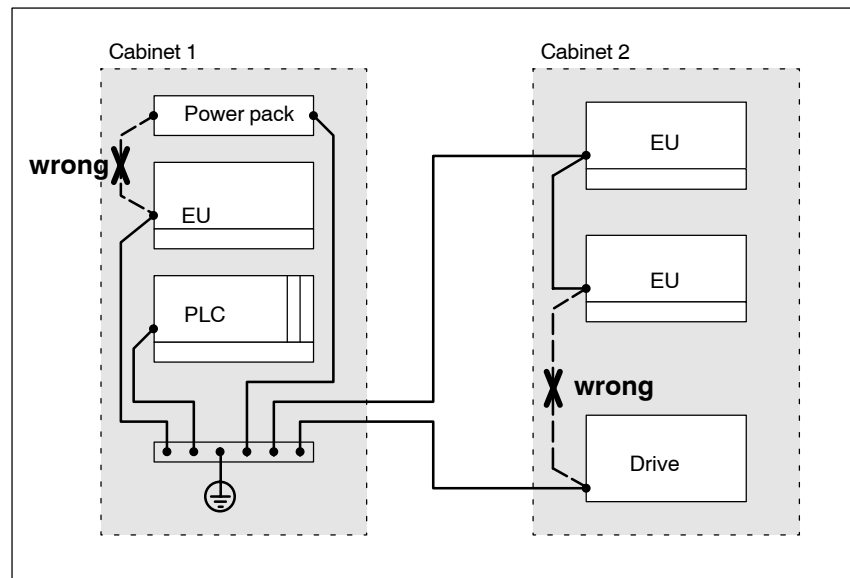 Cabinet 1
Cabinet 2
Power pack
EU
wrong
EU
EU
PLC
wrong
Drive